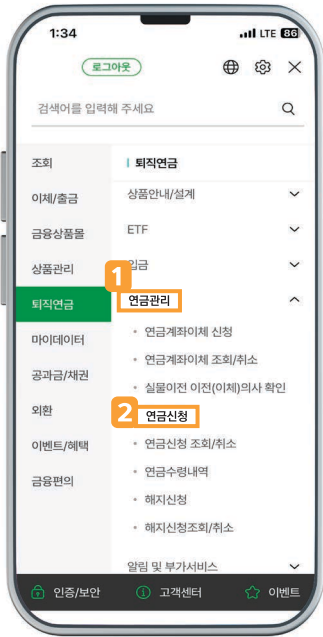 1:34 LTE 86
로그아웃
검색어를 입력해 주세요
조회
이체/출금
금융상품몰
상품관리
퇴직연금
마이데이터
공과금/채권
외환
이벤트/혜택
금융편의
퇴직연금
상품안내/설계
ETF
입금
1
연금관리
• 연금계좌이체 신청
• 연금계좌이체 조회/취소
• 실물이전 이전(이체)의사 확인
2 연금신청
• 연금신청 조회/취소
• 연금수령내역
• 해지신청
• 해지신청조회/취소
알림 및 부가서비스
인증/보안 고객센터 이벤트